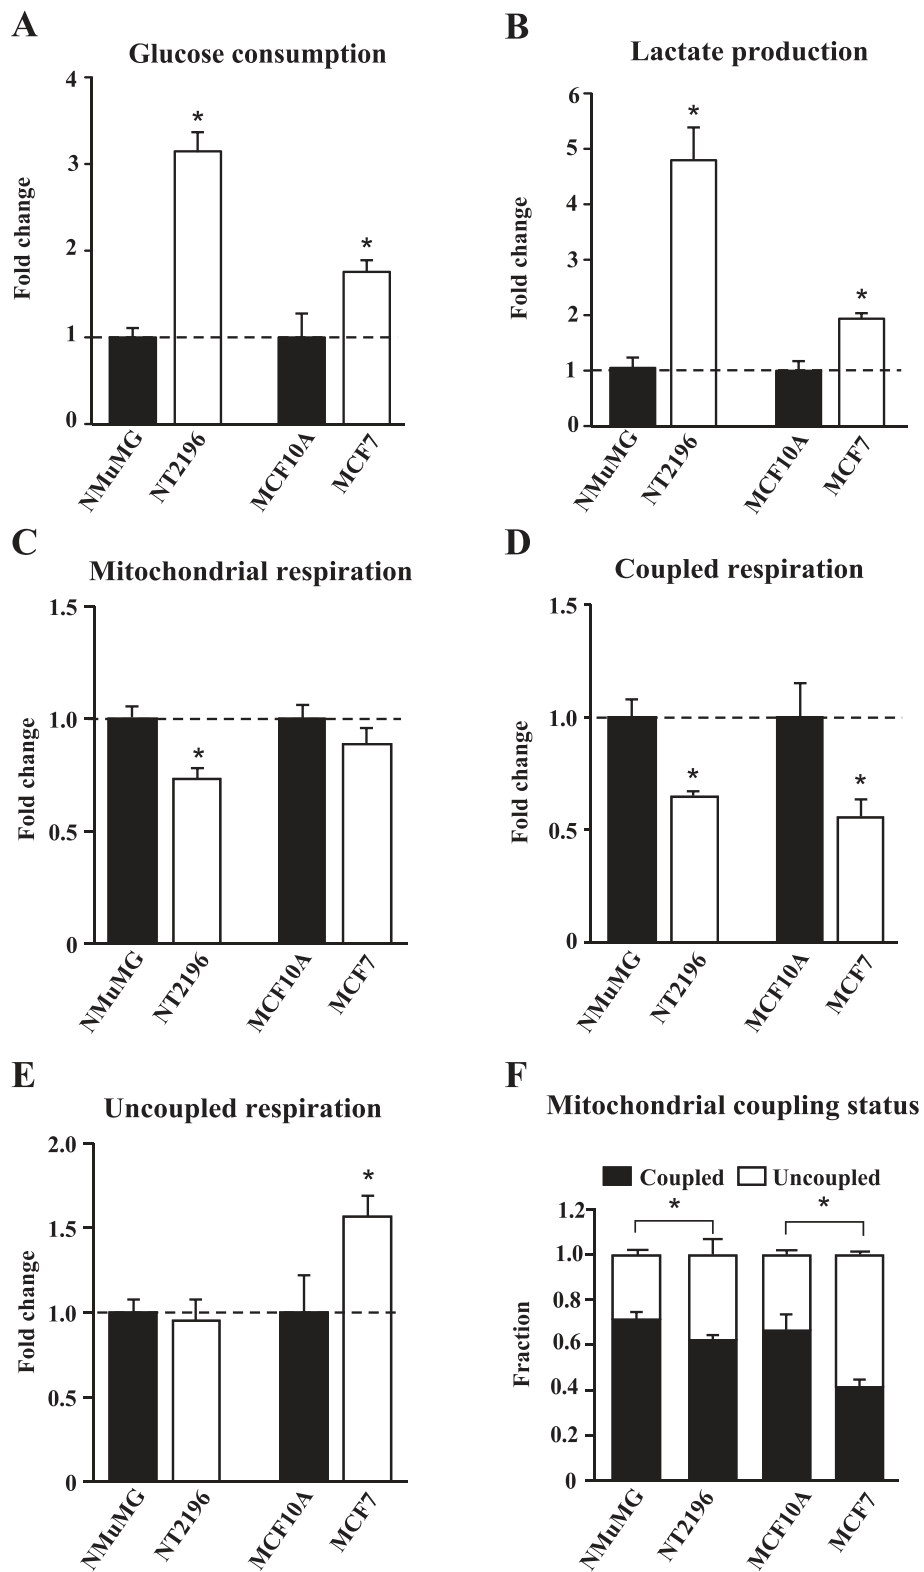 A
Glucose consumption
Fold change
4
3
2
1
0
*
*
NMuMG
NT2196
MCF10A
MCF7
B
Lactate production
Fold change
6
5
4
3
2
1
0
*
*
NMuMG
NT2196
MCF10A
MCF7
C
Mitochondrial respiration
Fold change
1.5
1.0
0.5
0
*
NMuMG
NT2196
MCF10A
MCF7
D
Coupled respiration
Fold change
1.5
1.0
0.5
0
*
*
NMuMG
NT2196
MCF10A
MCF7
E
Uncoupled respiration
Fold change
2.0
1.5
1.0
0.5
0
*
NMuMG
NT2196
MCF10A
MCF7
F
Mitochondrial coupling status
Coupled Uncoupled
Fraction
1.2
1.0
0.8
0.6
0.4
0.2
0
*
*
NMuMG
NT2196
MCF10A
MCF7